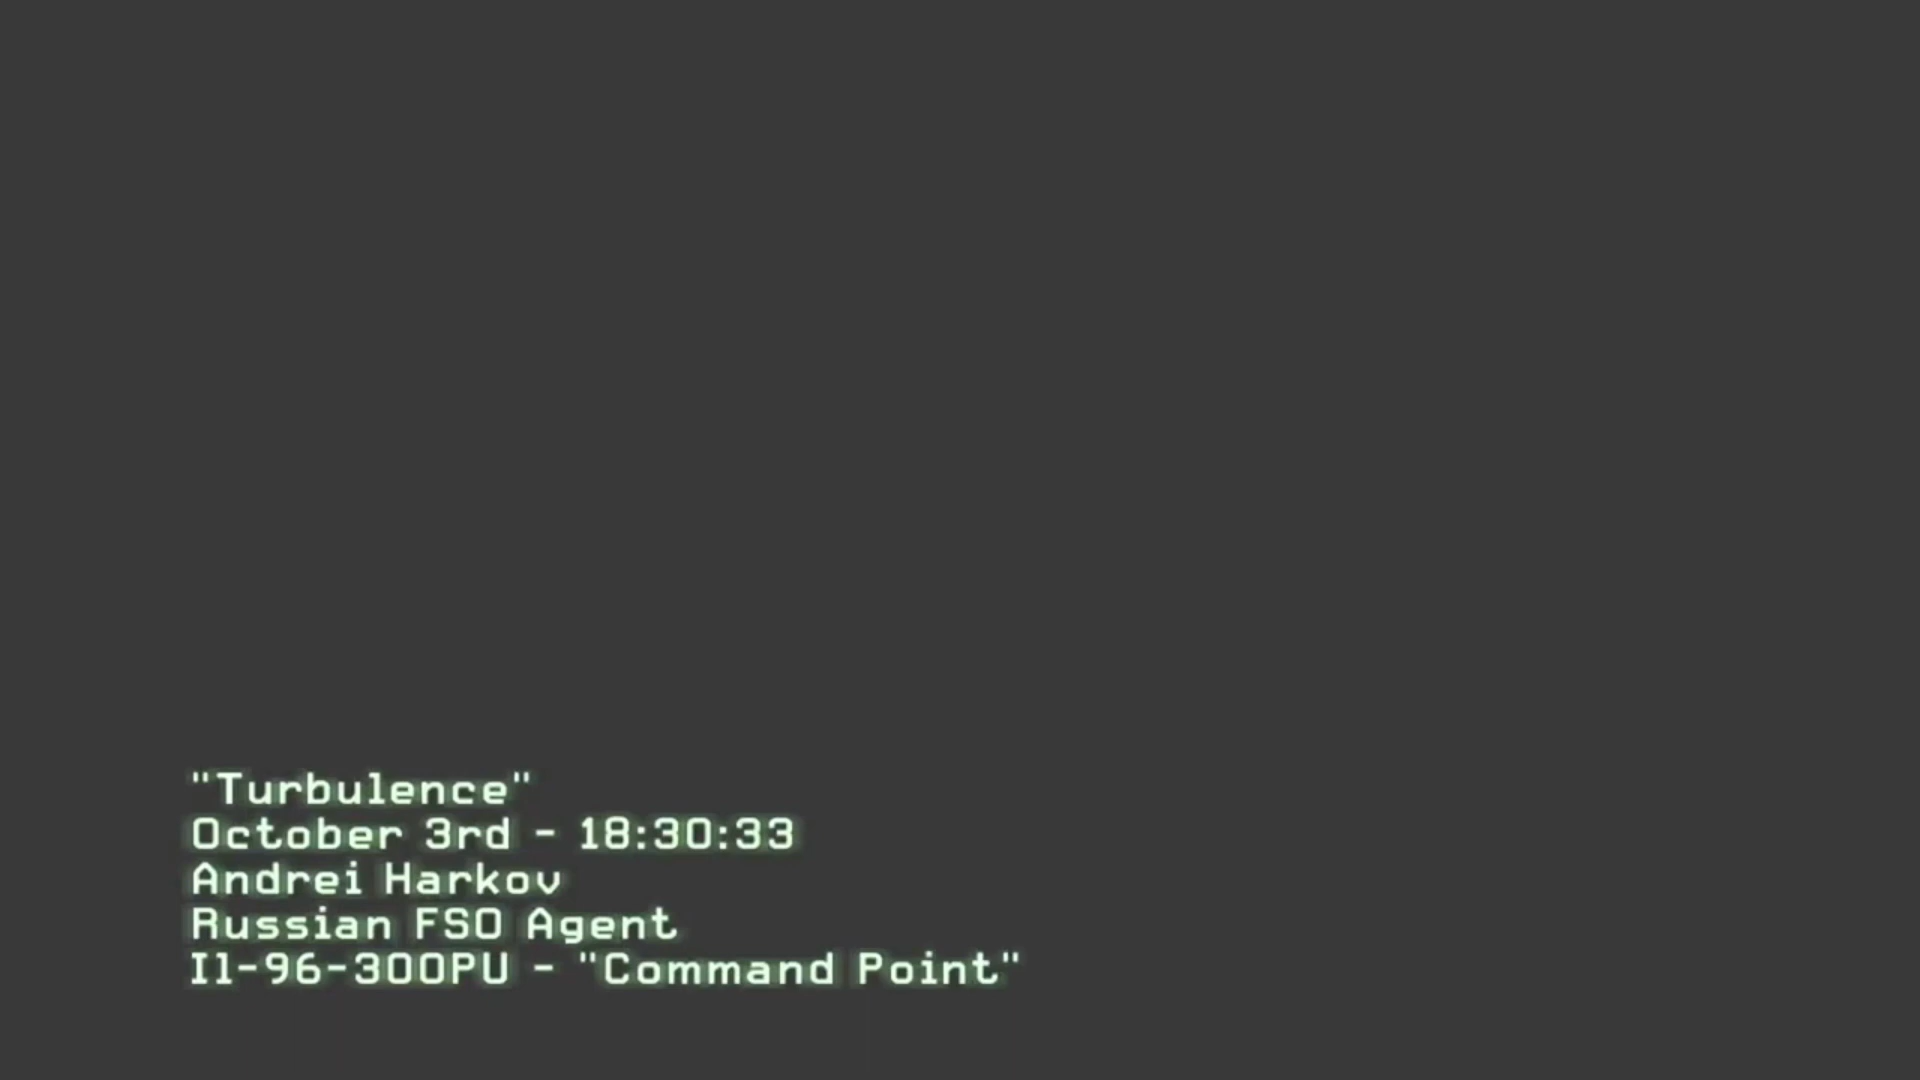 "Turbulence"
October 3rd - 18:30:33
Andrei Harkov
Russian FSO Agent
Il-96-300PU - "Command Point"